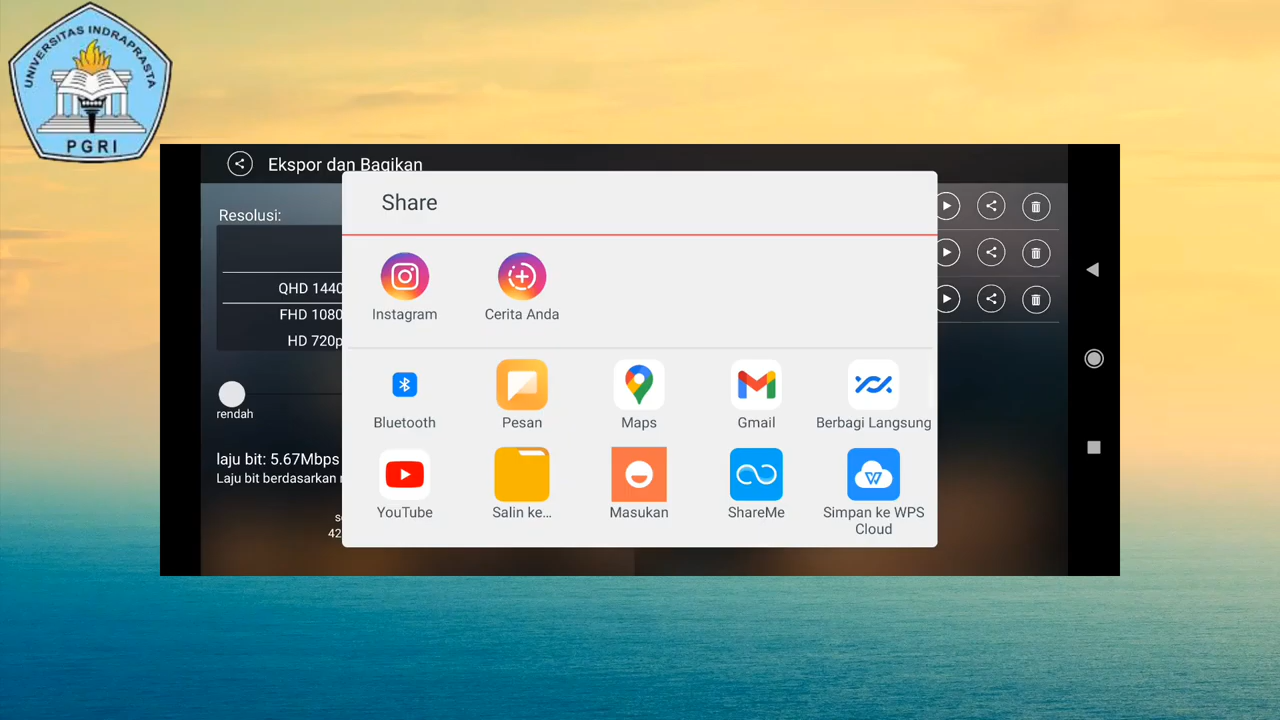 UNIVERSITAS INDRAPRASTA
PGRI
Ekspor dan Bagikan
Resolusi:
QHD 1440
FHD 1080
HD 720p
rendah
laju bit: 5.67Mbps
Laju bit berdasarkan
42
Share
Instagram
Cerita Anda
Bluetooth
Pesan
Maps
Gmail
Berbagi Langsung
YouTube
Salin ke...
Masukan
ShareMe
Simpan ke WPS
Cloud